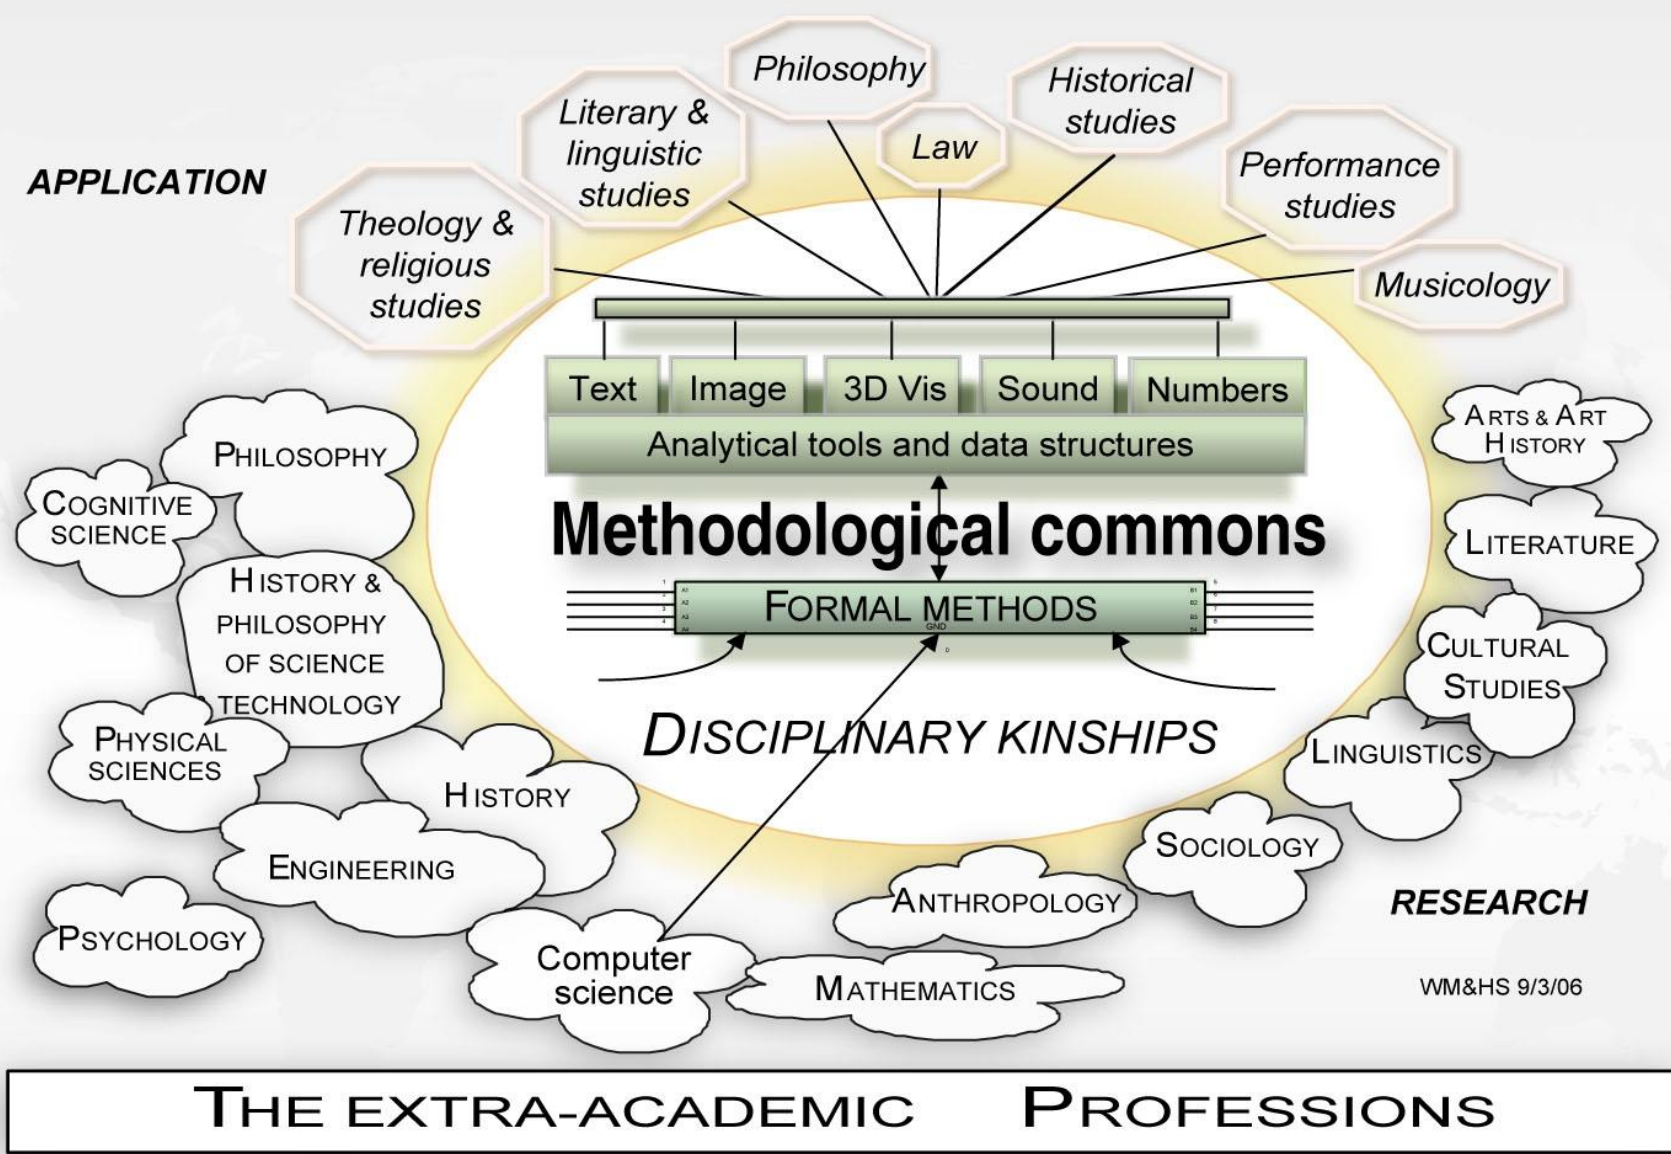 Philosophy
Historical
studies
Literary &
linguistic
studies
Law
Performance
studies
APPLICATION
Theology &
religious
studies
Musicology
Text
Image
3D Vis
Sound
Numbers
Analytical tools and data structures
Methodological commons
FORMAL METHODS
GND
DISCIPLINARY KINSHIPS
PHILOSOPHY
COGNITIVE
SCIENCE
HISTORY &
PHILOSOPHY
OF SCIENCE
TECHNOLOGY
PHYSICAL
SCIENCES
HISTORY
ENGINEERING
PSYCHOLOGY
Computer
science
MATHEMATICS
ANTHROPOLOGY
SOCIOLOGY
LINGUISTICS
CULTURAL
STUDIES
LITERATURE
ARTS & ART
HISTORY
RESEARCH
WM&HS 9/3/06
THE EXTRA-ACADEMIC PROFESSIONS